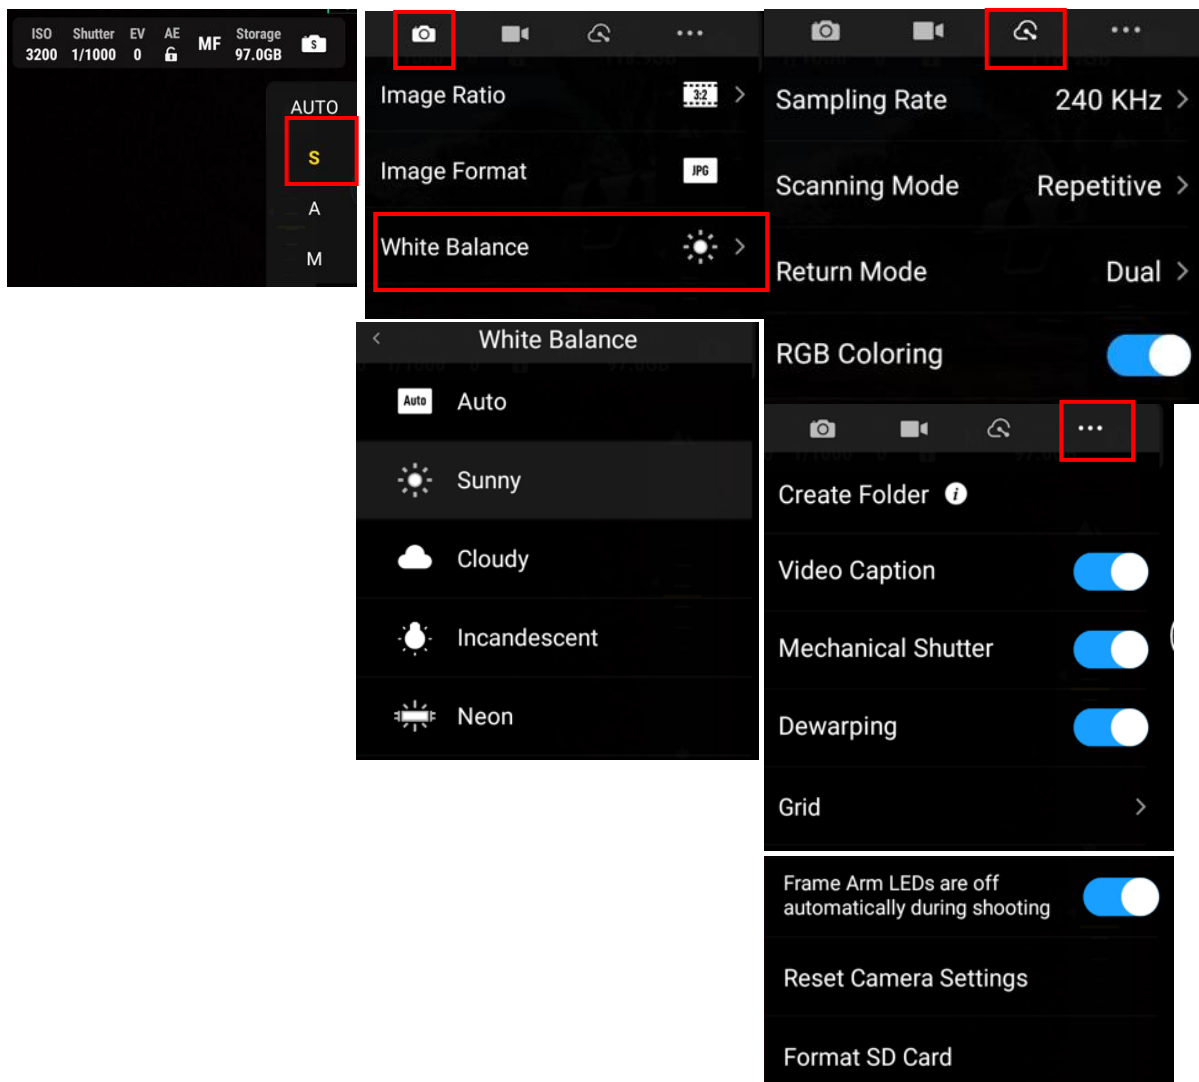 ISO Shutter EV AE MF Storage S
3200 1/1000 0 97.0GB
AUTO
S
A
M
Image Ratio 3:2
Image Format JPG
White Balance
White Balance
Auto Auto
Sunny
Cloudy
Incandescent
Neon
Sampling Rate 240 KHz
Scanning Mode Repetitive
Return Mode Dual
RGB Coloring
Create Folder i
Video Caption
Mechanical Shutter
Dewarping
Grid
Frame Arm LEDs are off
automatically during shooting
Reset Camera Settings
Format SD Card